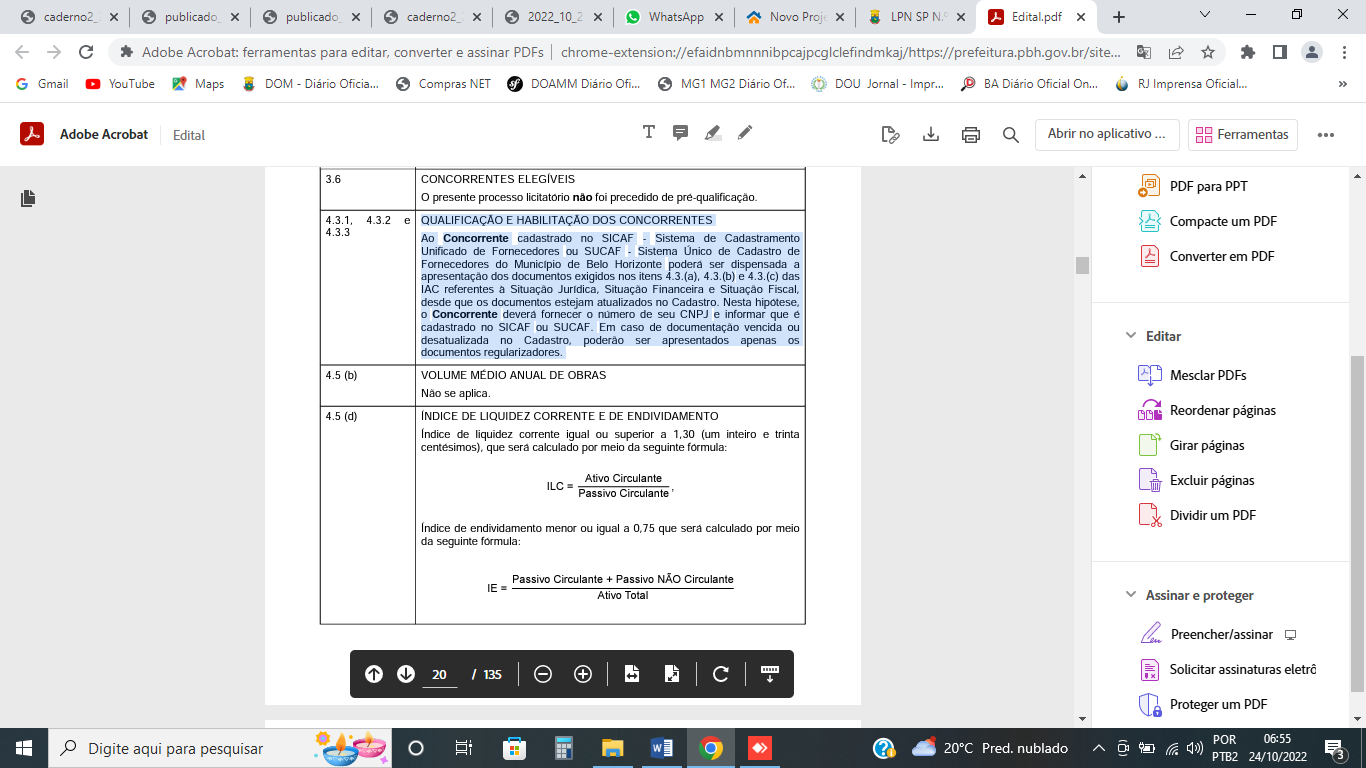 caderno2_
publicado_
publicado_
caderno2_
2022_10_2
WhatsApp
Novo Proje
LPN SP N.º
Edital.pdf
Adobe Acrobat: ferramentas para editar, converter e assinar PDFs
chrome-extension://efaidnbmnnnibpcajpcglclefindmkaj/https://prefeitura.pbh.gov.br/site...
Gmail
YouTube
Maps
DOM - Diário Oficia...
Compras NET
DOAMM Diário Ofi...
MG1 MG2 Diário Of...
DOU Jornal - Impr...
BA Diário Oficial On...
RJ Imprensa Oficial...
»
Adobe Acrobat
Edital
Abrir no aplicativo ...
Ferramentas
3.6 CONCORRENTES ELEGÍVEIS
O presente processo licitatório não foi precedido de pré-qualificação.
4.3.1, 4.3.2 e QUALIFICAÇÃO E HABILITAÇÃO DOS CONCORRENTES
4.3.3
Ao Concorrente cadastrado no SICAF - Sistema de Cadastramento
Unificado de Fornecedores ou SUCAF - Sistema Único de Cadastro de
Fornecedores do Município de Belo Horizonte poderá ser dispensada a
apresentação dos documentos exigidos nos itens 4.3.(a), 4.3.(b) e 4.3.(c) das
IAC referentes à Situação Jurídica, Situação Financeira e Situação Fiscal,
desde que os documentos estejam atualizados no Cadastro. Nesta hipótese,
o Concorrente deverá fornecer o número de seu CNPJ e informar que é
cadastrado no SICAF ou SUCAF. Em caso de documentação vencida ou
desatualizada no Cadastro, poderão ser apresentados apenas os
documentos regularizadores.
4.5 (b) VOLUME MÉDIO ANUAL DE OBRAS
Não se aplica.
4.5 (d) ÍNDICE DE LIQUIDEZ CORRENTE E DE ENDIVIDAMENTO
Índice de liquidez corrente igual ou superior a 1,30 (um inteiro e trinta
centésimos), que será calculado por meio da seguinte fórmula:
Ativo Circulante
ILC =
Passivo Circulante ,
Índice de endividamento menor ou igual a 0,75 que será calculado por meio
da seguinte fórmula:
Passivo Circulante + Passivo NÃO Circulante
IE =
Ativo Total
20 / 135
PDF para PPT
Compacte um PDF
Converter em PDF
Editar
Mesclar PDFs
Reordenar páginas
Girar páginas
Excluir páginas
Dividir um PDF
Assinar e proteger
Preencher/assinar
Solicitar assinaturas eletrô
Proteger um PDF
Digite aqui para pesquisar
20°C Pred. nublado
POR
PTB2
06:55
24/10/2022
3